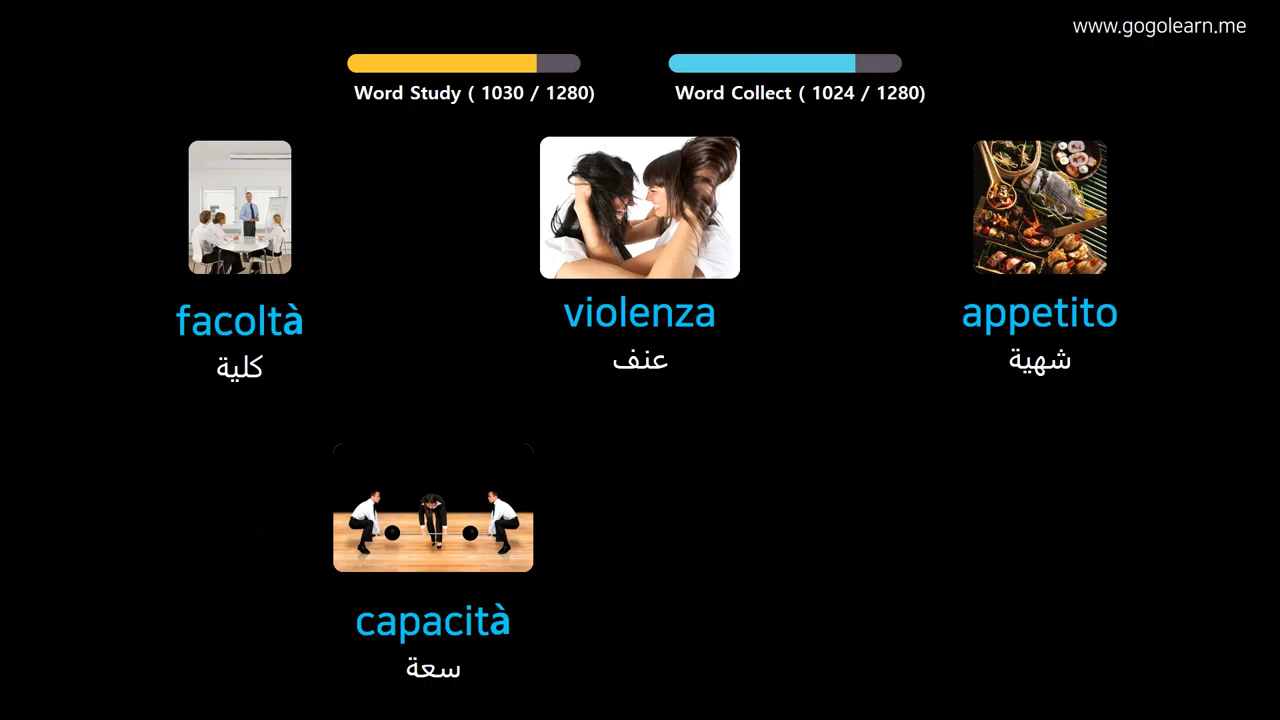 www.gogolearn.me
Word Study ( 1030 / 1280)
Word Collect ( 1024 / 1280)
facoltà
كلية
violenza
عنف
appetito
شهية
capacità
سعة